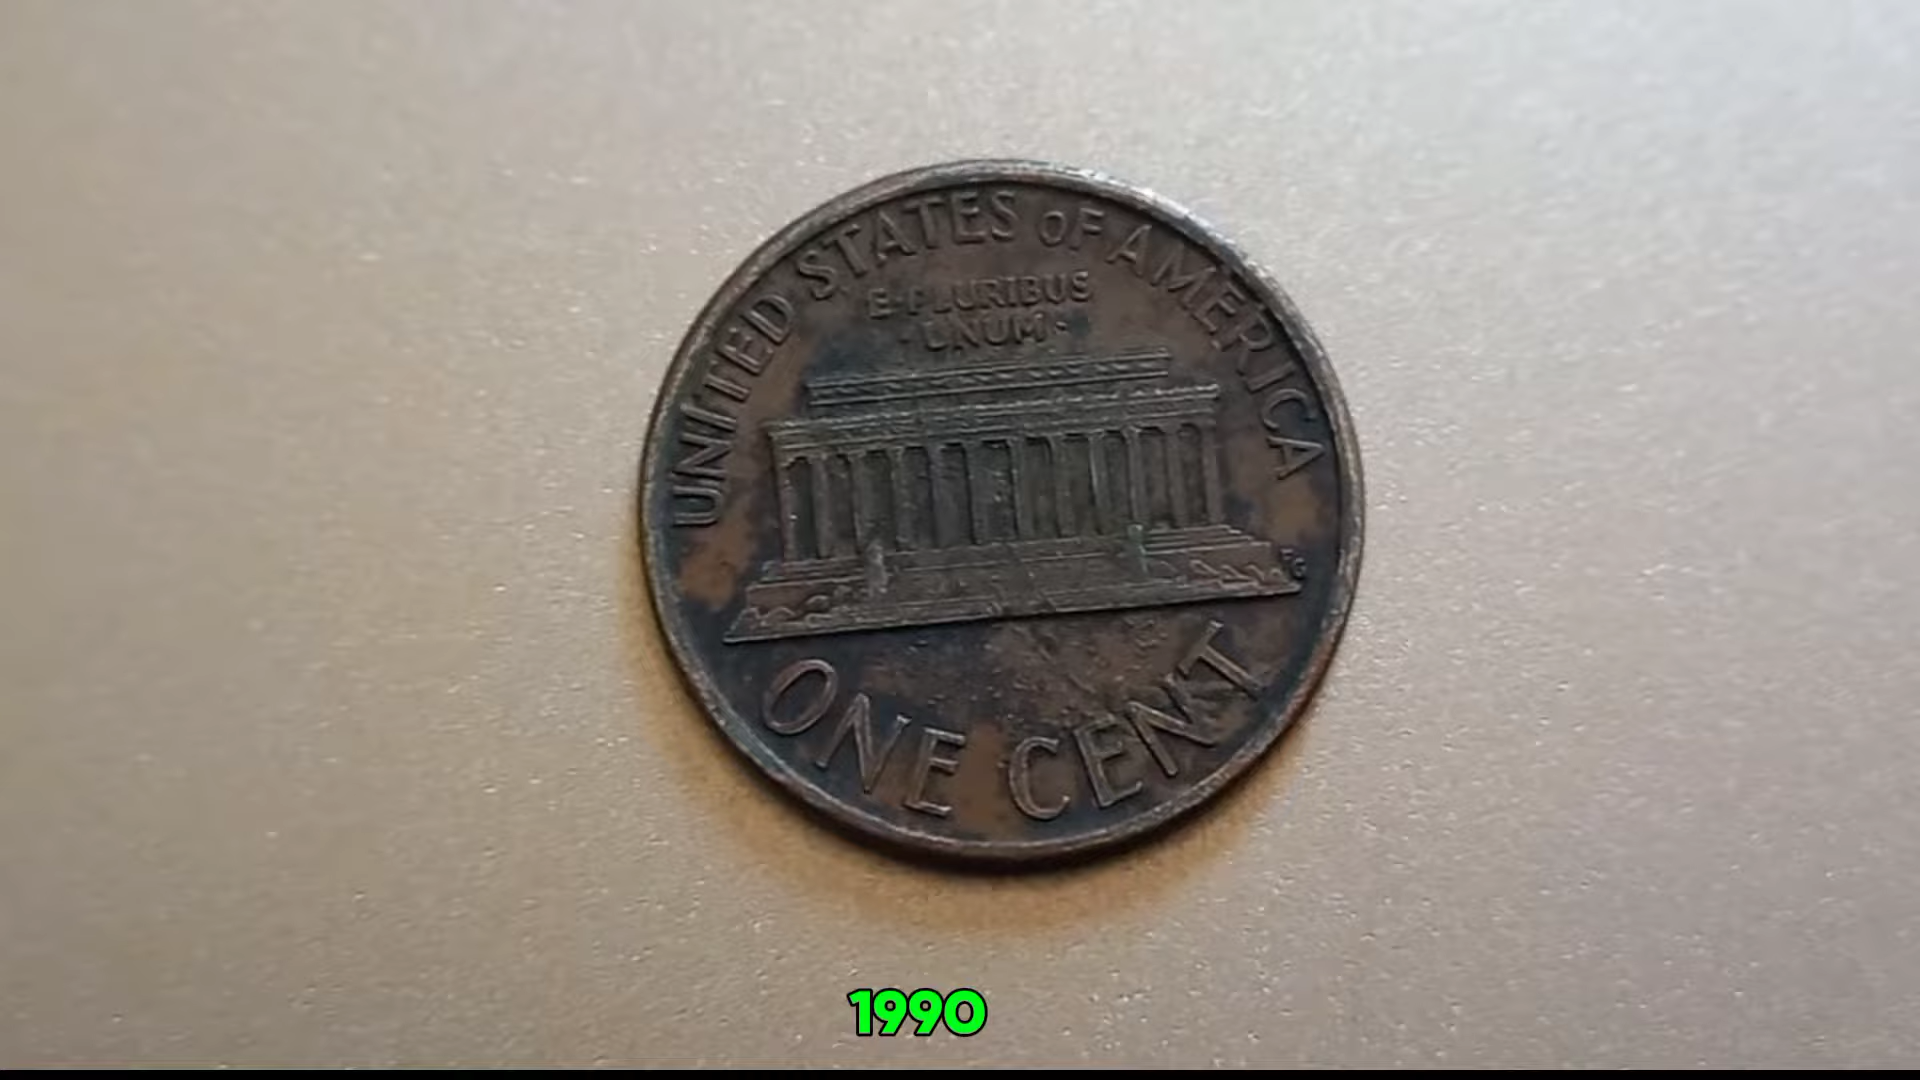 UNITED STATES OF AMERICA
E·PLURIBUS
·UNUM·
FG
ONE CENT
1990